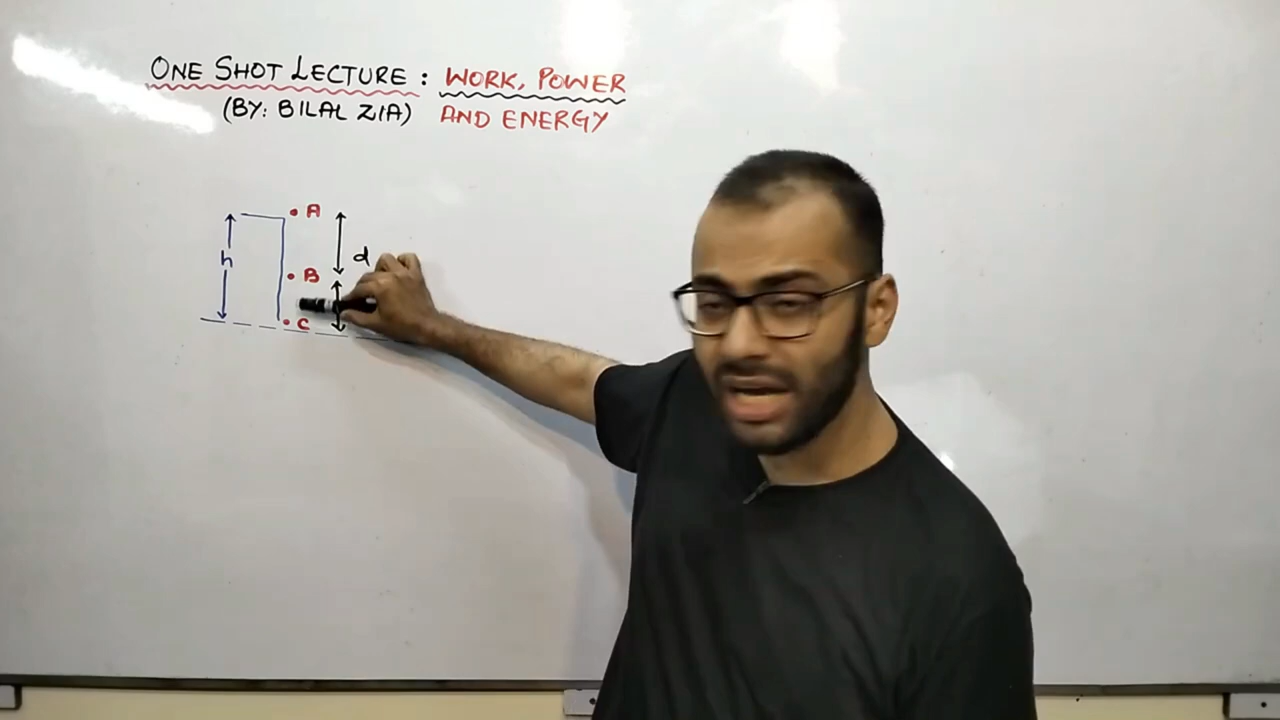 ONE SHOT LECTURE : WORK, POWER
(BY: BILAL ZIA) AND ENERGY
A
h
d
B
C